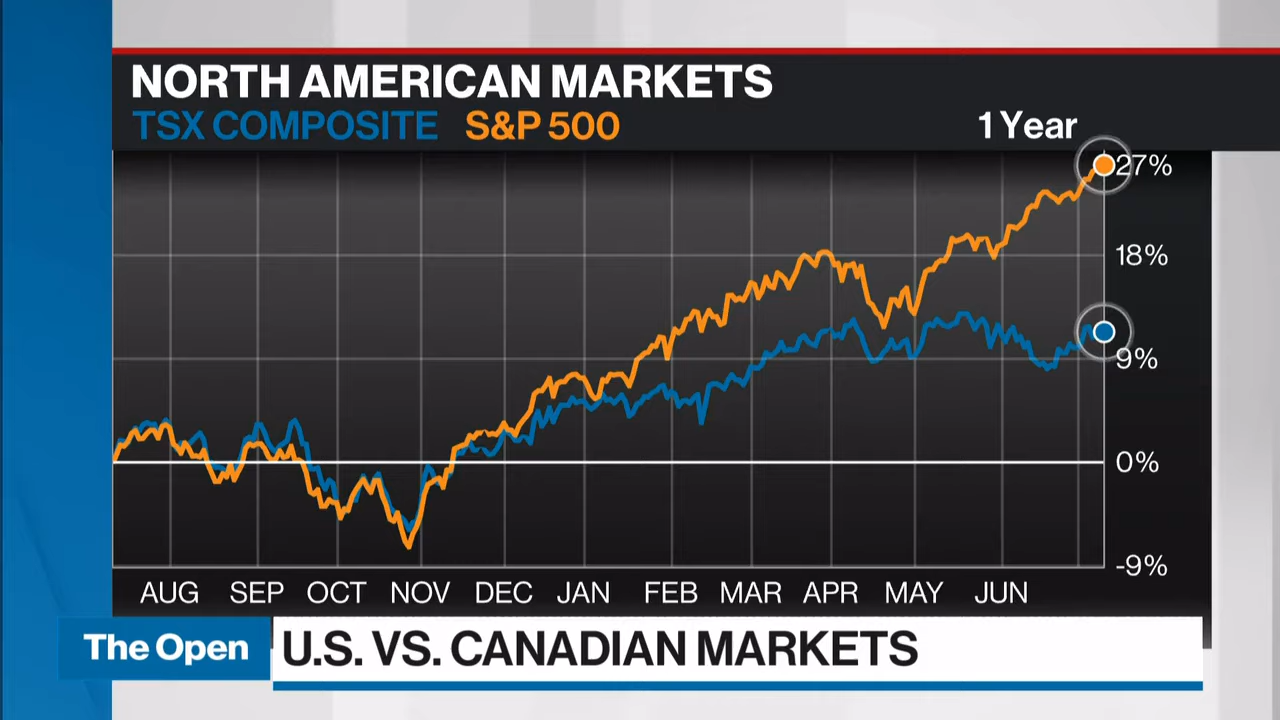 NORTH AMERICAN MARKETS
TSX COMPOSITE S&P 500 1 Year
27%
18%
9%
0%
-9%
AUG SEP OCT NOV DEC JAN FEB MAR APR MAY JUN
The Open U.S. VS. CANADIAN MARKETS